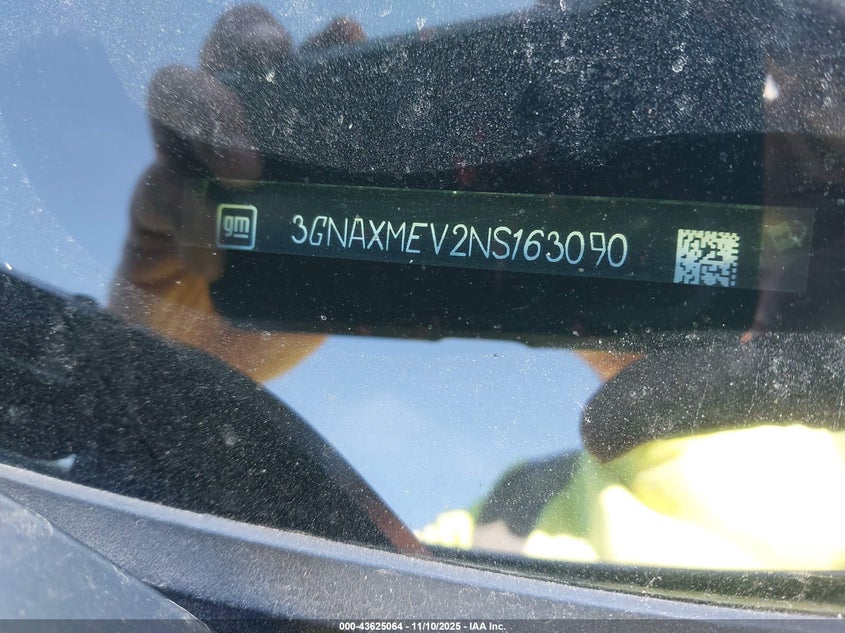 gm 3GNAXMEV2NS163090
000-43625064 - 11/10/2025 - IAA Inc.